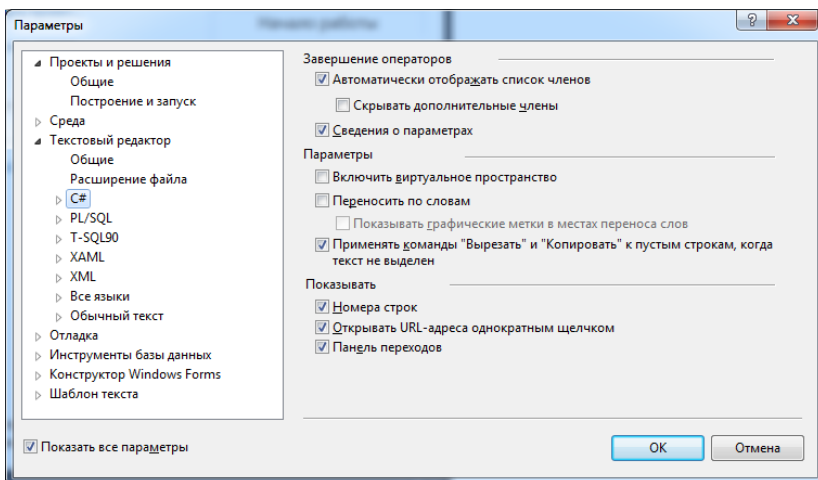 Начало работы
Параметры
Проекты и решения
Общие
Построение и запуск
Среда
Текстовый редактор
Общие
Расширение файла
C#
PL/SQL
T-SQL90
XAML
XML
Все языки
Обычный текст
Отладка
Инструменты базы данных
Конструктор Windows Forms
Шаблон текста
Показать все параметры
Завершение операторов
Автоматически отображать список членов
Скрывать дополнительные члены
Сведения о параметрах
Параметры
Включить виртуальное пространство
Переносить по словам
Показывать графические метки в местах переноса слов
Применять команды "Вырезать" и "Копировать" к пустым строкам, когда
текст не выделен
Показывать
Номера строк
Открывать URL-адреса однократным щелчком
Панель переходов
OK
Отмена